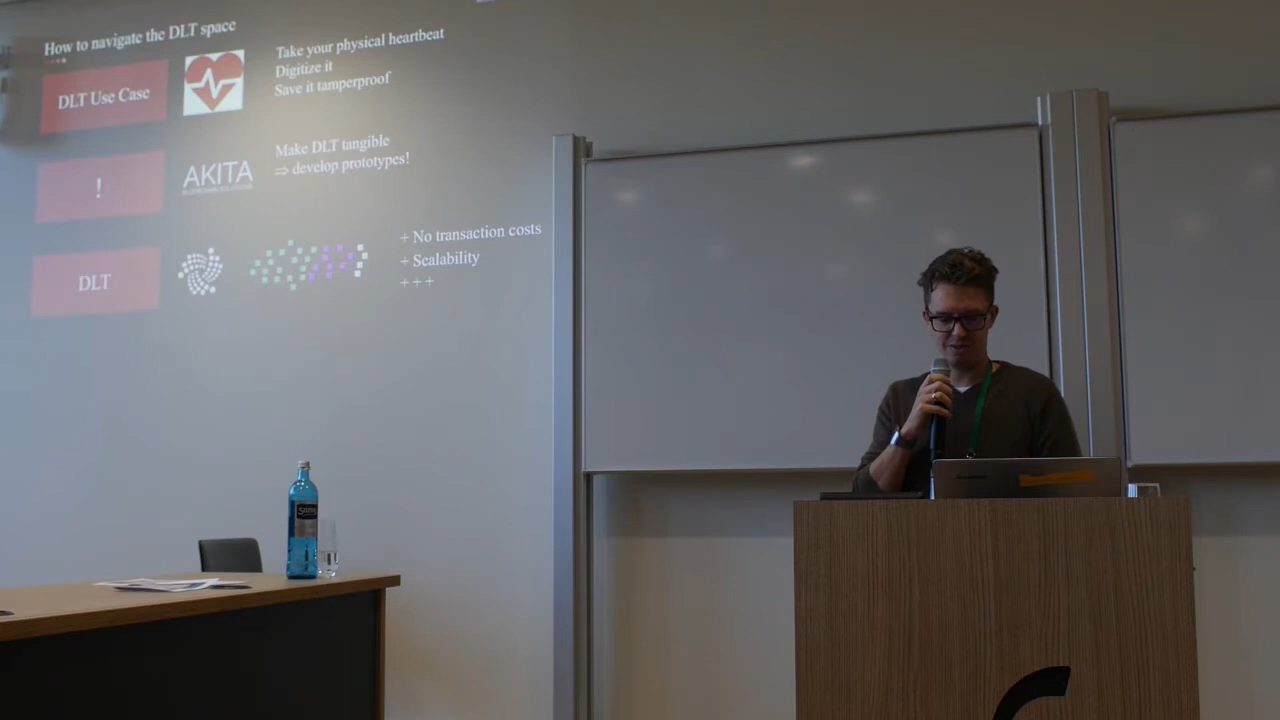 How to navigate the DLT space
DLT Use Case
Take your physical heartbeat
Digitize it
Save it tamperproof
!
AKITA
Make DLT tangible
⇒ develop prototypes!
DLT
+ No transaction costs
+ Scalability
+ + +